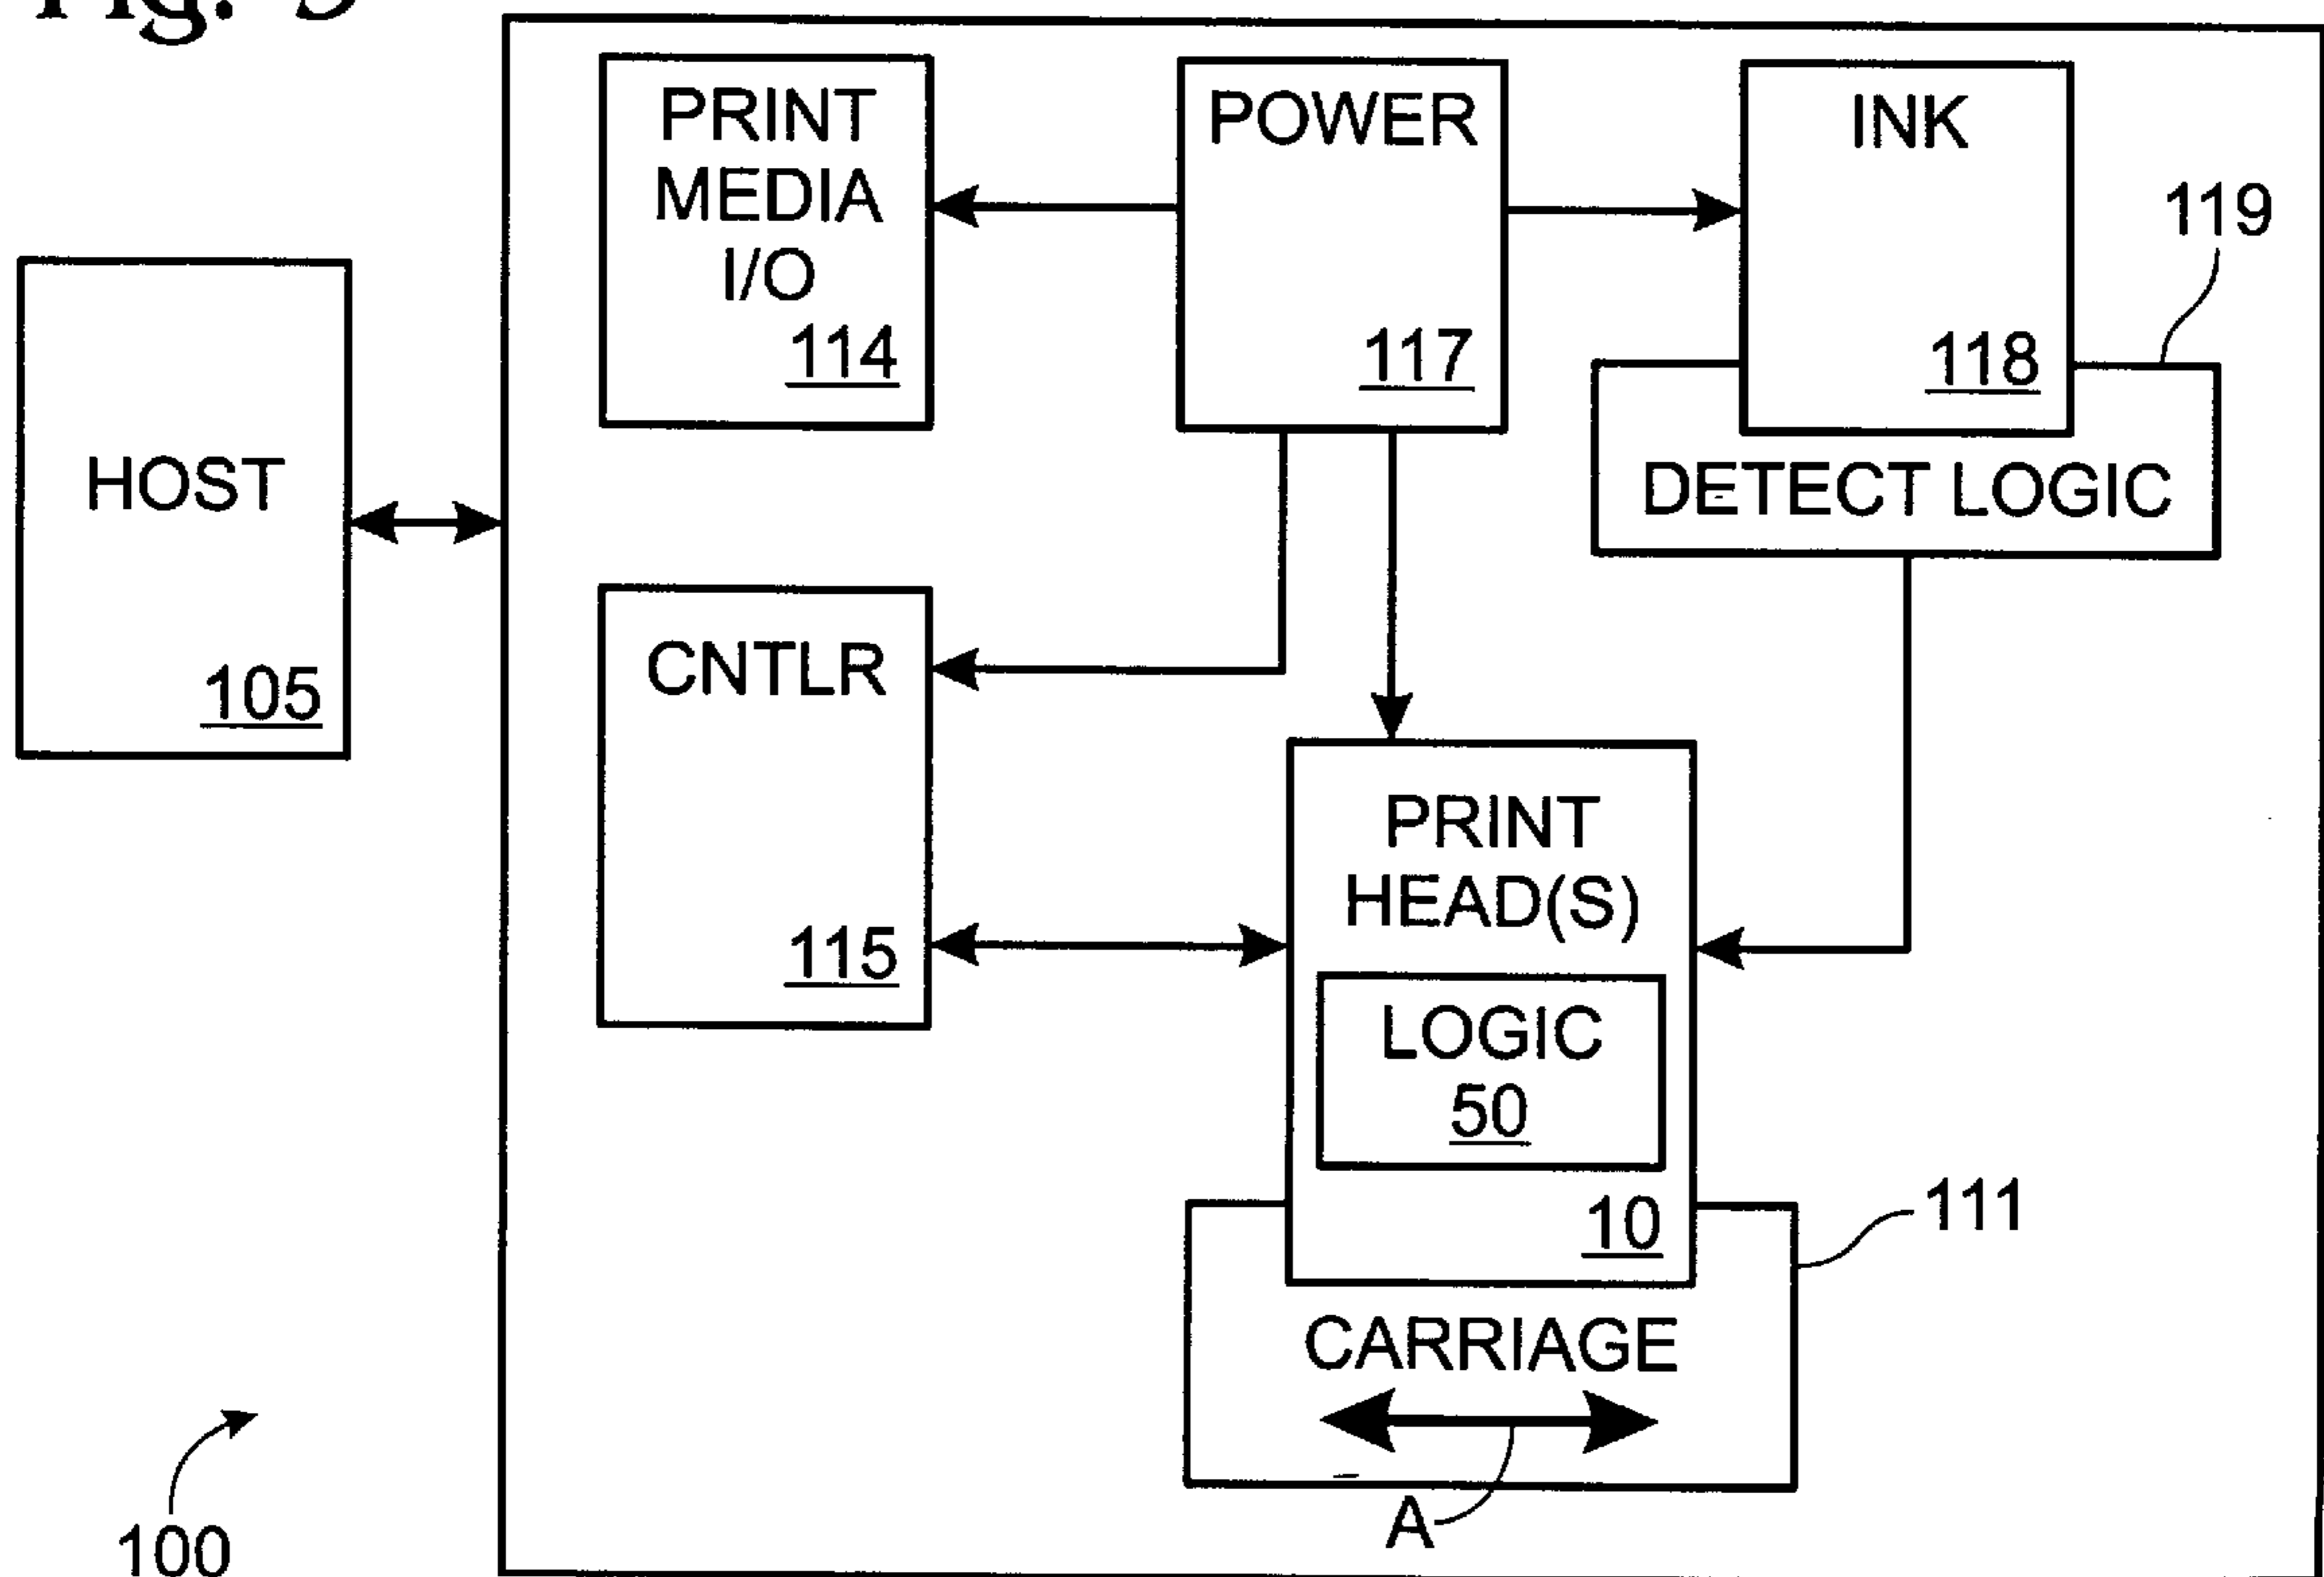 PRINT
MEDIA
I/O
114
POWER
117
INK
118
119
DETECT LOGIC
HOST
105
CNTLR
115
PRINT
HEAD(S)
LOGIC
50
10
111
CARRIAGE
A
100